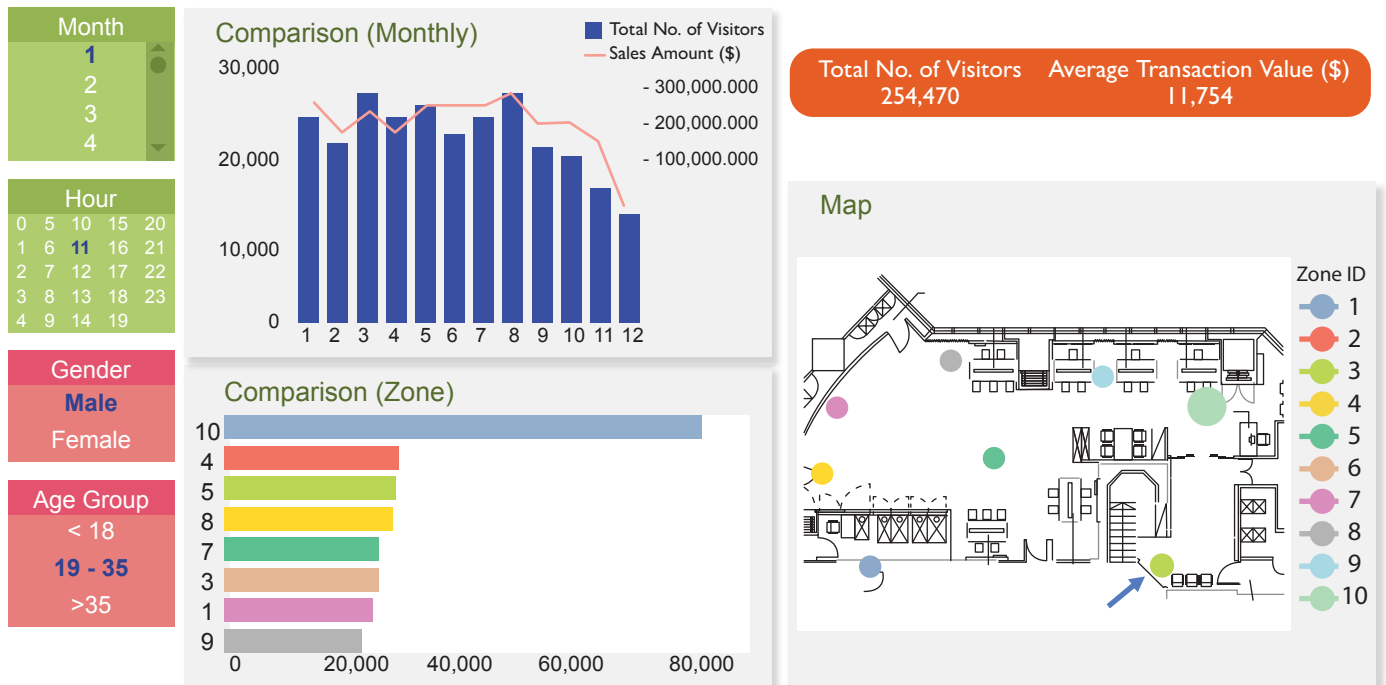 Month
1
2
3
4
Hour
0 5 10 15 20
1 6 11 16 21
2 7 12 17 22
3 8 13 18 23
4 9 14 19
Gender
Male
Female
Age Group
< 18
19 - 35
>35
Comparison (Monthly)
Total No. of Visitors
Sales Amount ($)
30,000
20,000
10,000
0
- 300,000.000
- 200,000.000
- 100,000.000
1 2 3 4 5 6 7 8 9 10 11 12
Comparison (Zone)
10
4
5
8
7
3
1
9
0 20,000 40,000 60,000 80,000
Total No. of Visitors Average Transaction Value ($)
254,470 11,754
Map
Zone ID
1
2
3
4
5
6
7
8
9
10